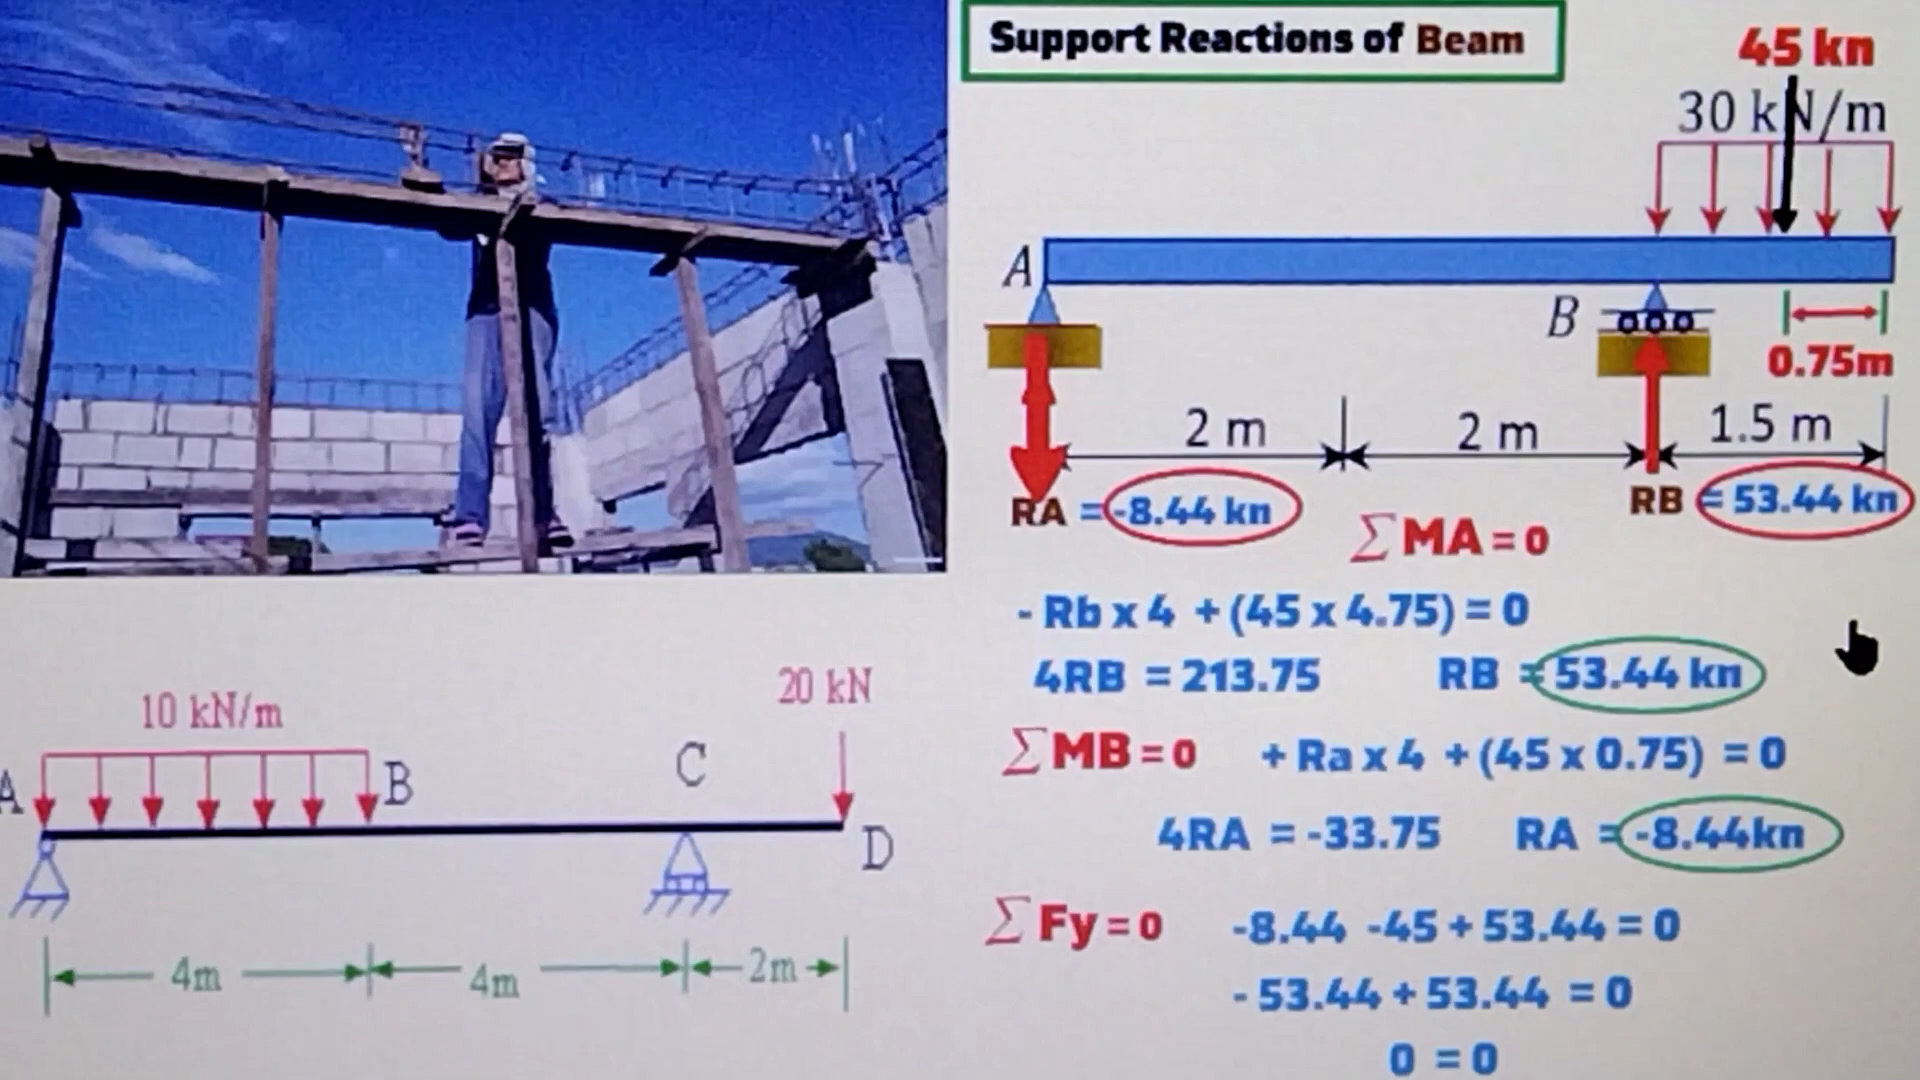 Support Reactions of Beam
45 kn
30 kN/m
A
B
0.75m
2 m
2 m
1.5 m
RA = -8.44 kn
RB = 53.44 kn
∑ MA = 0
- Rb x 4 + (45 x 4.75) = 0
4RB = 213.75 RB = 53.44 kn
∑ MB = 0 + Ra x 4 + (45 x 0.75) = 0
4RA = -33.75 RA = -8.44kn
∑ Fy = 0 -8.44 -45 + 53.44 = 0
- 53.44 + 53.44 = 0
0 = 0
20 kN
10 kN/m
A
B
C
D
4m
4m
2m